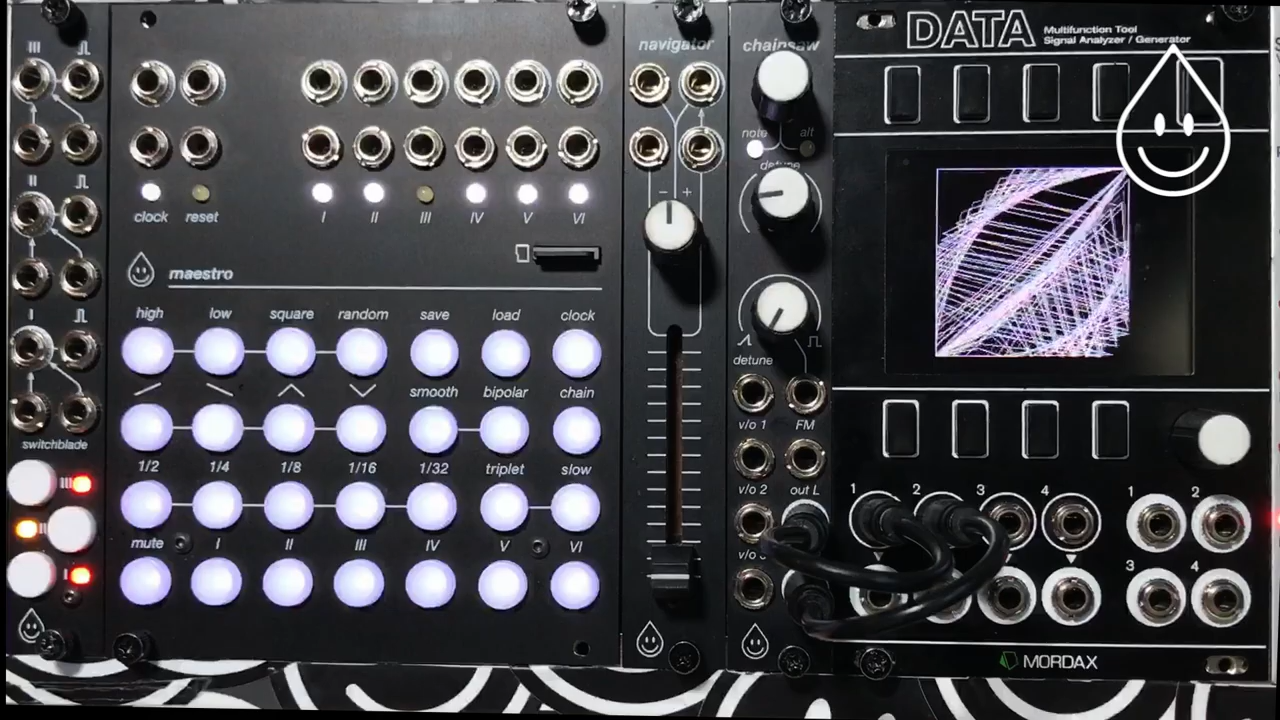 navigator
chainsaw
DATA
Multifunction Tool
Signal Analyzer / Generator
III
note
alt
detune
II
clock
reset
I
II
III
IV
V
VI
- +
maestro
high
low
square
random
save
load
clock
smooth
bipolar
chain
1/2
1/4
1/8
1/16
1/32
triplet
slow
mute
I
II
III
IV
V
VI
I
switchblade
III
II
I
detune
v/o 1
FM
v/o 2
out L
v/o
1
2
3
4
1
2
3
4
MORDAX